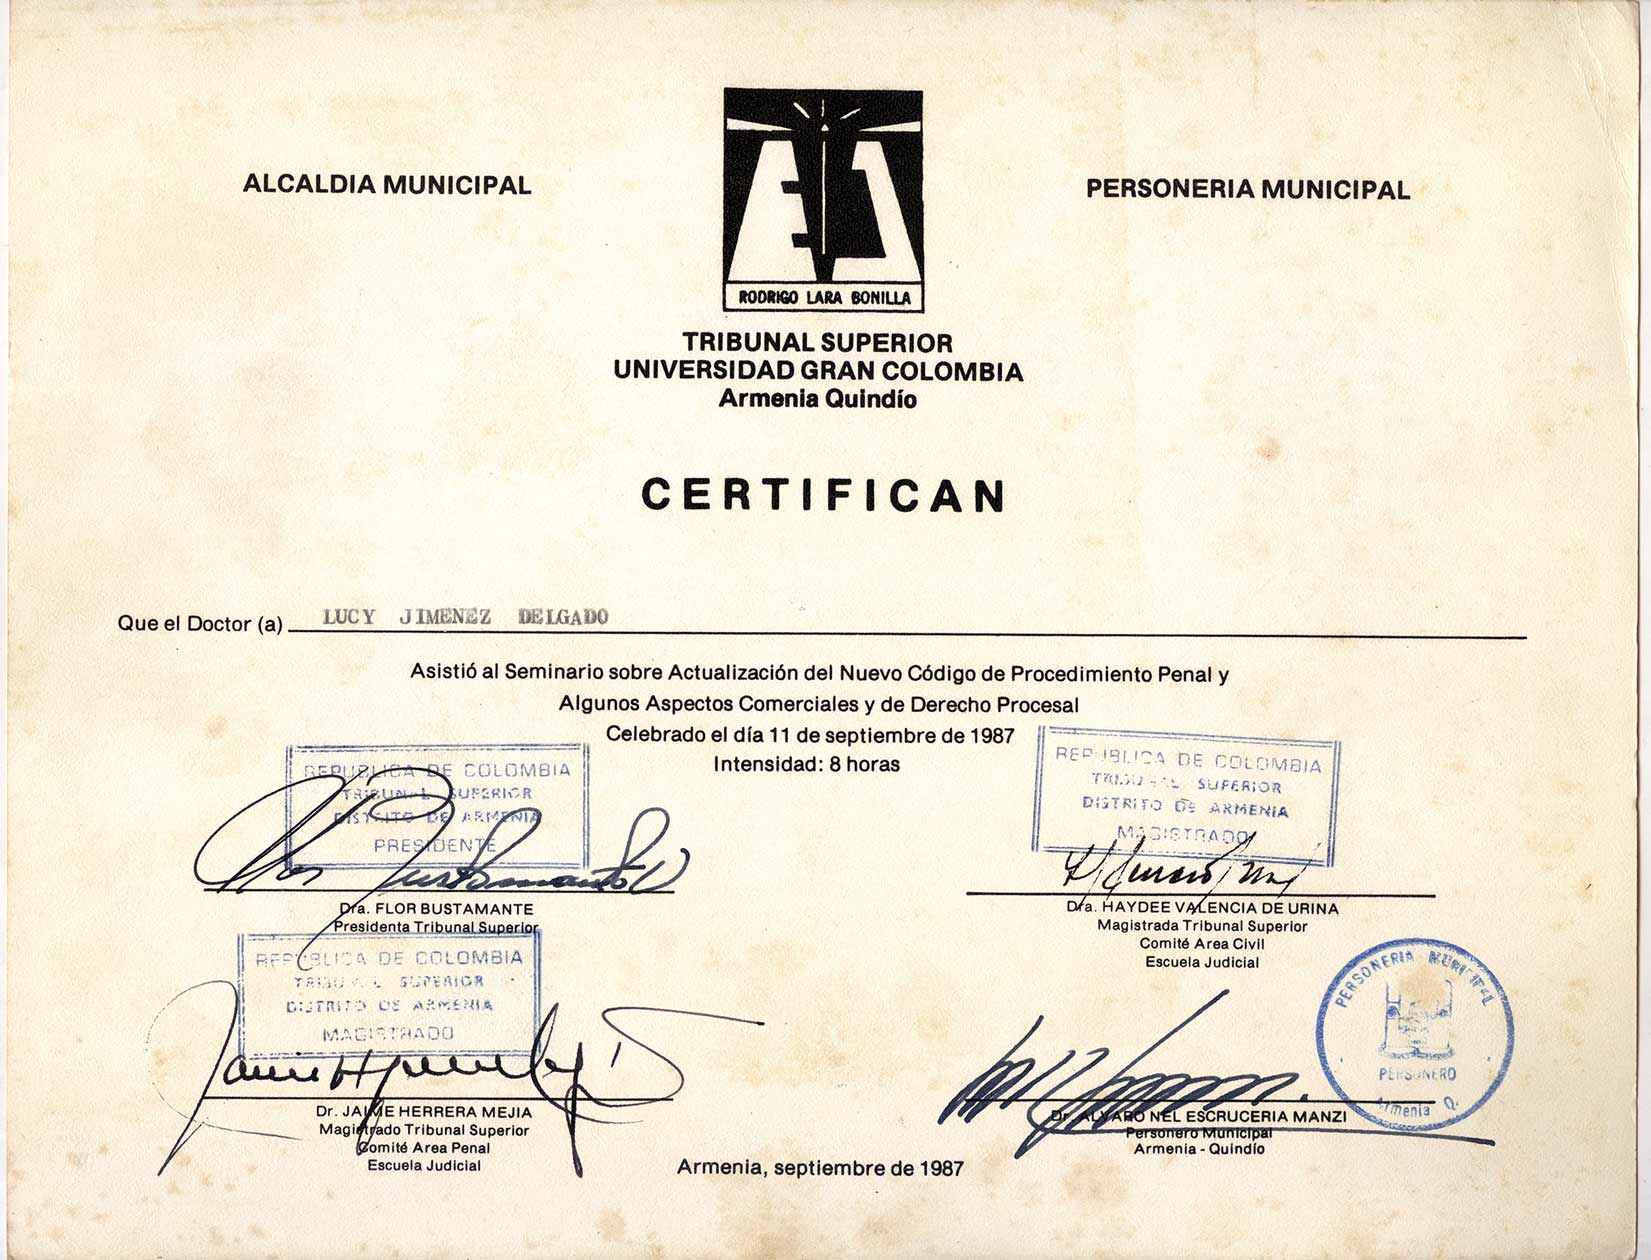 ALCALDIA MUNICIPAL
PERSONERIA MUNICIPAL
EJ
RODRIGO LARA BONILLA
TRIBUNAL SUPERIOR
UNIVERSIDAD GRAN COLOMBIA
Armenia Quindío
CERTIFICAN
Que el Doctor (a) LUCY JIMENEZ DELGADO
Asistió al Seminario sobre Actualización del Nuevo Código de Procedimiento Penal y
Algunos Aspectos Comerciales y de Derecho Procesal
Celebrado el día 11 de septiembre de 1987
Intensidad: 8 horas
REPUBLICA DE COLOMBIA
TRIBUNAL SUPERIOR
DISTRITO DE ARMENIA
PRESIDENTE
Dra. FLOR BUSTAMANTE
Presidenta Tribunal Superior
REPUBLICA DE COLOMBIA
TRIBUNAL SUPERIOR
DISTRITO DE ARMENIA
MAGISTRADO
Dra. HAYDEE VALENCIA DE URINA
Magistrada Tribunal Superior
Comité Area Civil
Escuela Judicial
REPUBLICA DE COLOMBIA
TRIBUNAL SUPERIOR
DISTRITO DE ARMENIA
MAGISTRADO
Dr. JAIME HERRERA MEJIA
Magistrado Tribunal Superior
Comité Area Penal
Escuela Judicial
PERSONERIA MUNICIPAL
PERSONERO
Armenia Q.
Dr. ALVARO NEL ESCRUCERIA MANZI
Personero Municipal
Armenia - Quindío
Armenia, septiembre de 1987